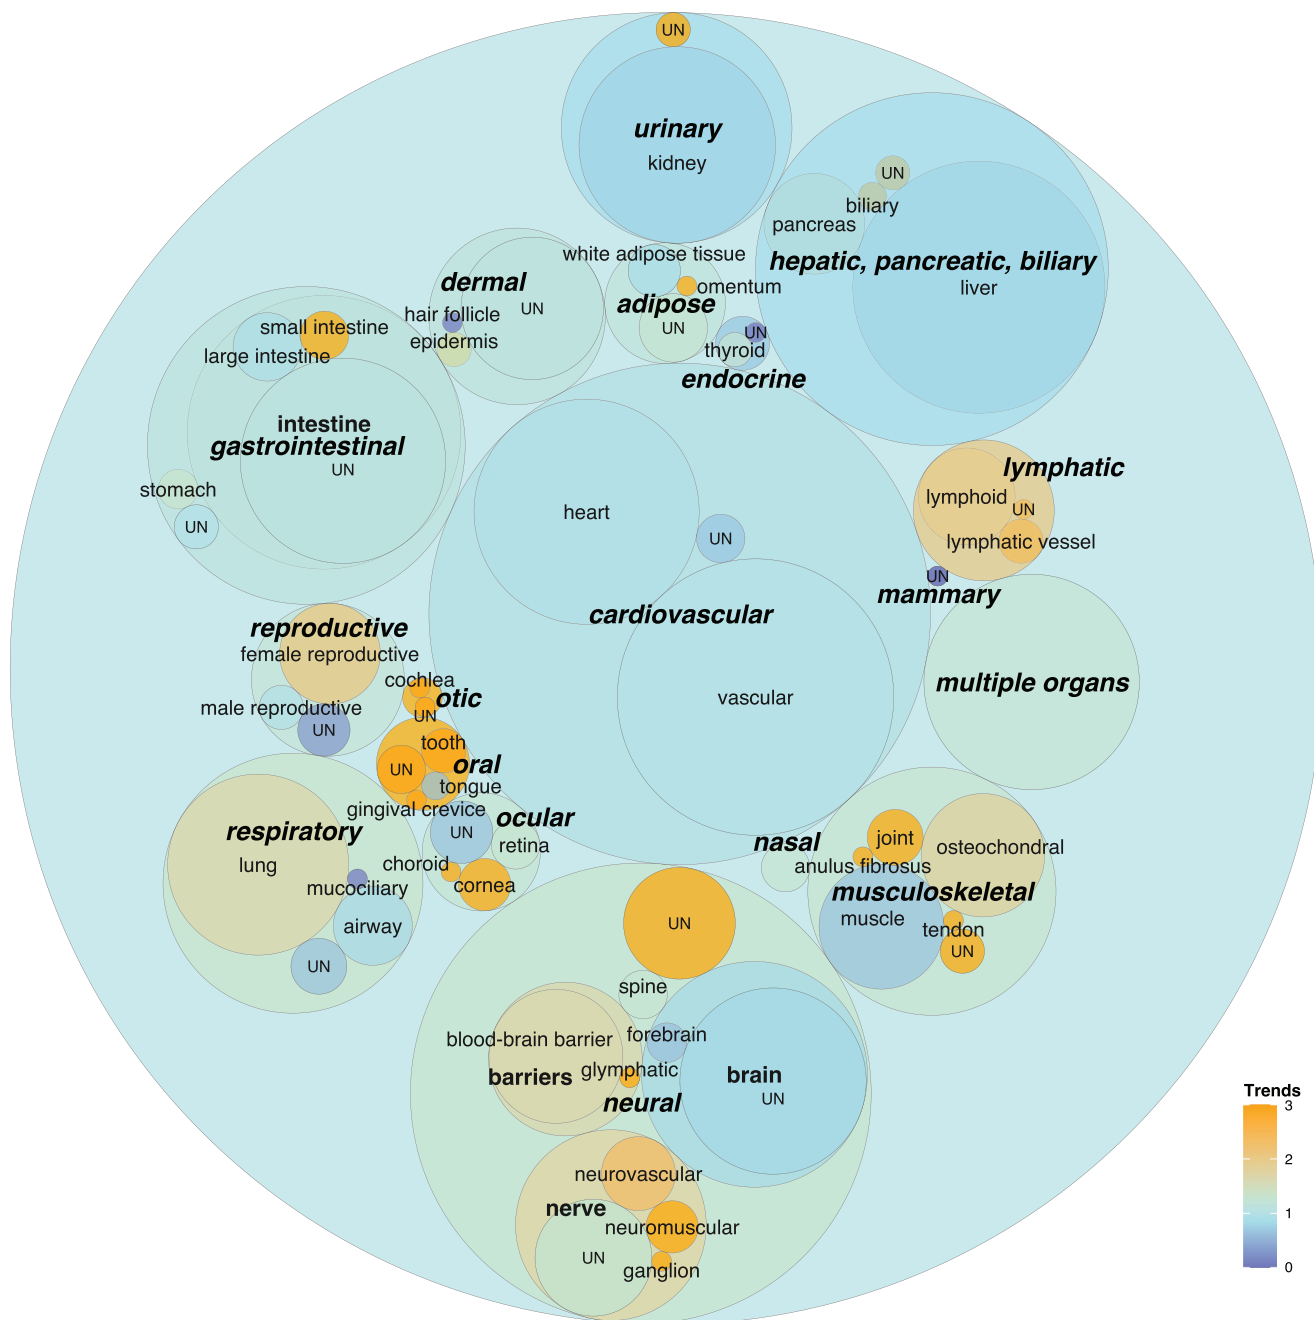 UN
urinary
kidney
UN
biliary
pancreas
hepatic, pancreatic, biliary
liver
white adipose tissue
omentum
adipose
UN
dermal
hair follicle
UN
epidermis
UN
thyroid
endocrine
small intestine
large intestine
intestine
gastrointestinal
UN
stomach
UN
heart
UN
cardiovascular
vascular
lymphatic
lymphoid
UN
lymphatic vessel
UN
mammary
multiple organs
reproductive
female reproductive
male reproductive
UN
cochlea
otic
UN
tooth
oral
UN
tongue
gingival crevice
ocular
UN
retina
choroid
cornea
respiratory
lung
mucociliary
airway
UN
nasal
joint
osteochondral
anulus fibrosus
musculoskeletal
muscle
tendon
UN
UN
spine
forebrain
blood-brain barrier
glymphatic
barriers
brain
UN
neural
neurovascular
nerve
neuromuscular
UN
ganglion
Trends
3
2
1
0